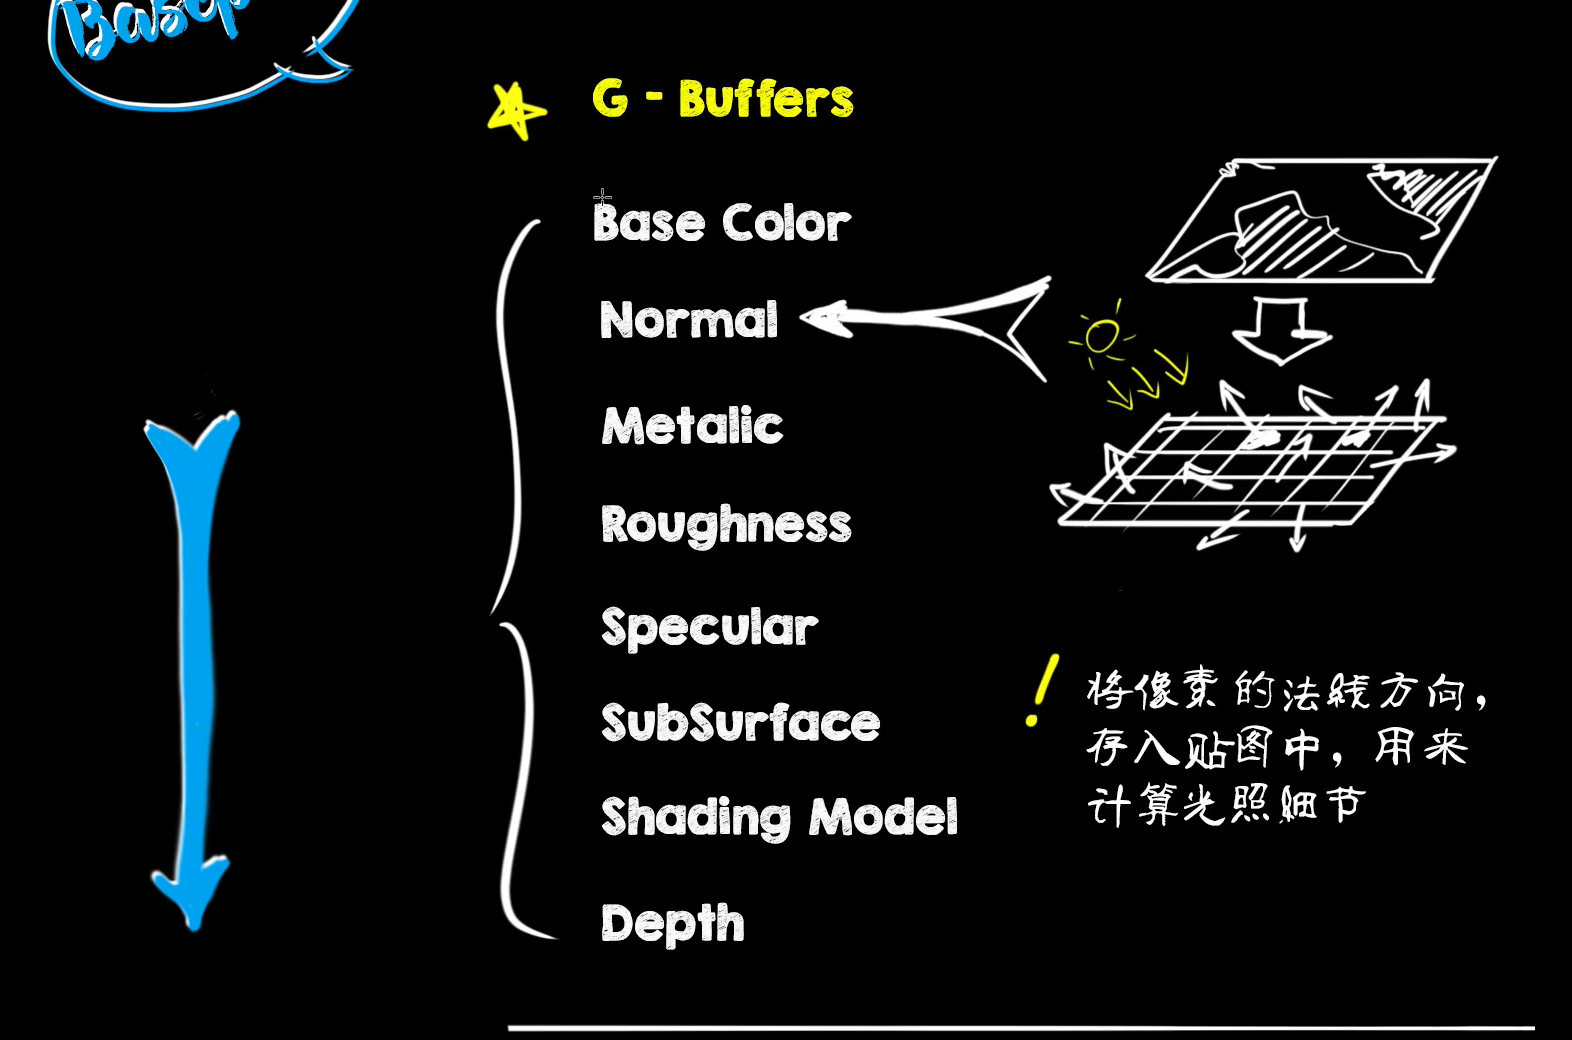 G - Buffers
Base Color
Normal
Metalic
Roughness
Specular
SubSurface
Shading Model
Depth
将像素的法线方向，
存入贴图中，用来
计算光照细节